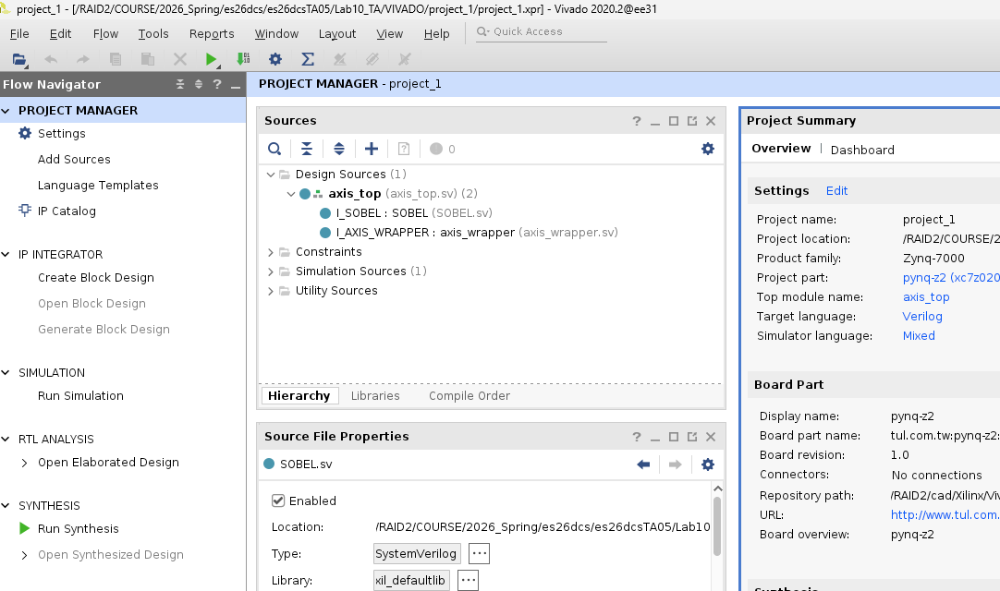 project_1 - [/RAID2/COURSE/2026_Spring/es26dcs/es26dcsTA05/Lab10_TA/VIVADO/project_1/project_1.xpr] - Vivado 2020.2@ee31
File Edit Flow Tools Reports Window Layout View Help Quick Access
Flow Navigator
PROJECT MANAGER
Settings
Add Sources
Language Templates
IP Catalog
IP INTEGRATOR
Create Block Design
Open Block Design
Generate Block Design
SIMULATION
Run Simulation
RTL ANALYSIS
Open Elaborated Design
SYNTHESIS
Run Synthesis
Open Synthesized Design
PROJECT MANAGER - project_1
Sources
0
Design Sources (1)
axis_top (axis_top.sv) (2)
I_SOBEL : SOBEL (SOBEL.sv)
I_AXIS_WRAPPER : axis_wrapper (axis_wrapper.sv)
Constraints
Simulation Sources (1)
Utility Sources
Hierarchy Libraries Compile Order
Source File Properties
SOBEL.sv
Enabled
Location: /RAID2/COURSE/2026_Spring/es26dcs/es26dcsTA05/Lab10
Type: SystemVerilog ...
Library: xil_defaultlib ...
Project Summary
Overview | Dashboard
Settings Edit
Project name: project_1
Project location: /RAID2/COURSE/2
Product family: Zynq-7000
Project part: pynq-z2 (xc7z020
Top module name: axis_top
Target language: Verilog
Simulator language: Mixed
Board Part
Display name: pynq-z2
Board part name: tul.com.tw:pynq-z2:
Board revision: 1.0
Connectors: No connections
Repository path: /RAID2/cad/Xilinx/Viv
URL: http://www.tul.com.
Board overview: pynq-z2
Synthesis